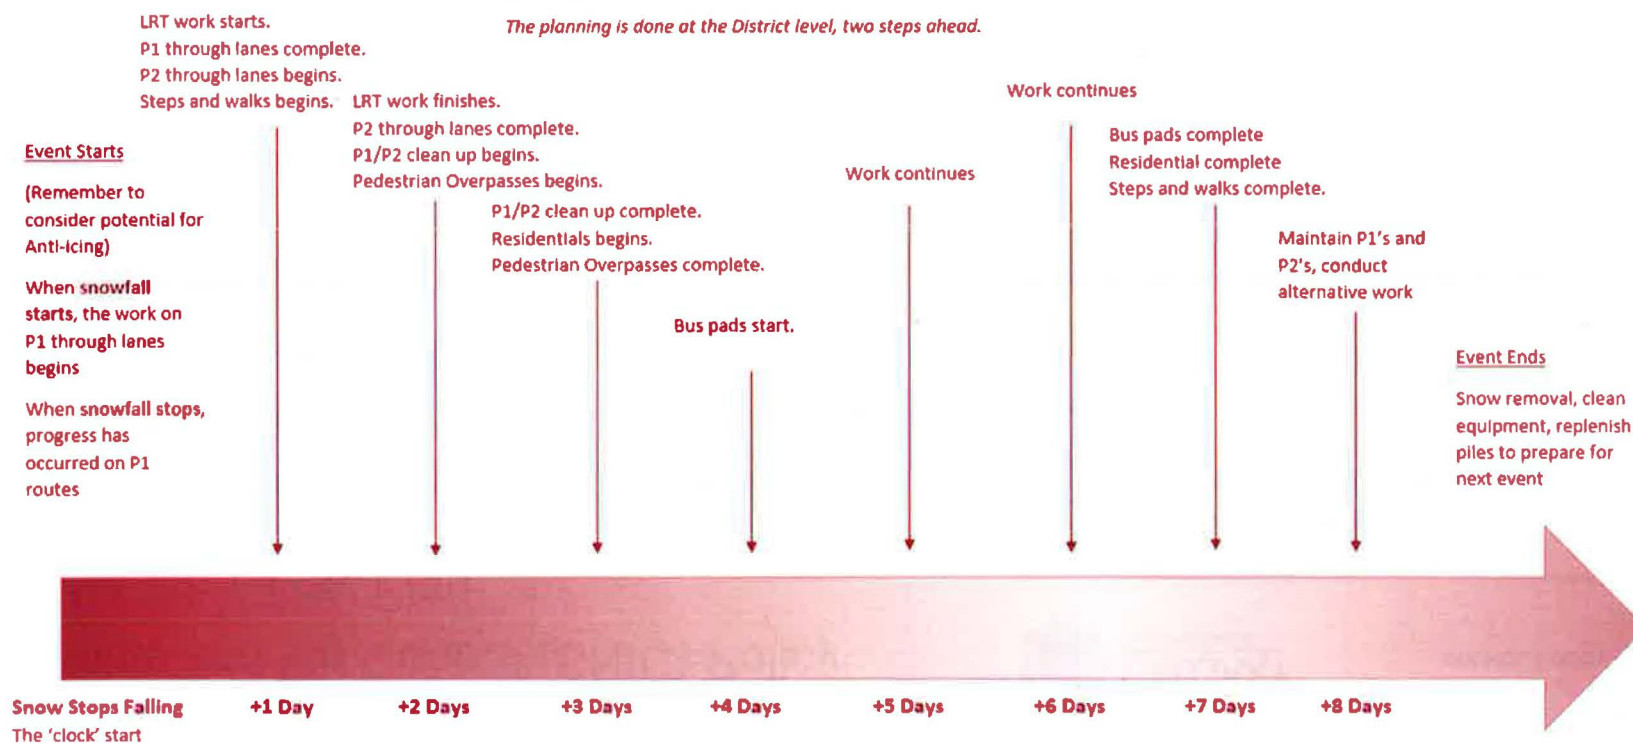 The planning is done at the District level, two steps ahead.
Event Starts
(Remember to
consider potential for
Anti-icing)
When snowfall
starts, the work on
P1 through lanes
begins
When snowfall stops,
progress has
occurred on P1
routes
LRT work starts.
P1 through lanes complete.
P2 through lanes begins.
Steps and walks begins.
LRT work finishes.
P2 through lanes complete.
P1/P2 clean up begins.
Pedestrian Overpasses begins.
P1/P2 clean up complete.
Residentials begins.
Pedestrian Overpasses complete.
Bus pads start.
Work continues
Work continues
Bus pads complete
Residential complete
Steps and walks complete.
Maintain P1's and
P2's, conduct
alternative work
Event Ends
Snow removal, clean
equipment, replenish
piles to prepare for
next event
Snow Stops Falling
The 'clock' start
+1 Day
+2 Days
+3 Days
+4 Days
+5 Days
+6 Days
+7 Days
+8 Days